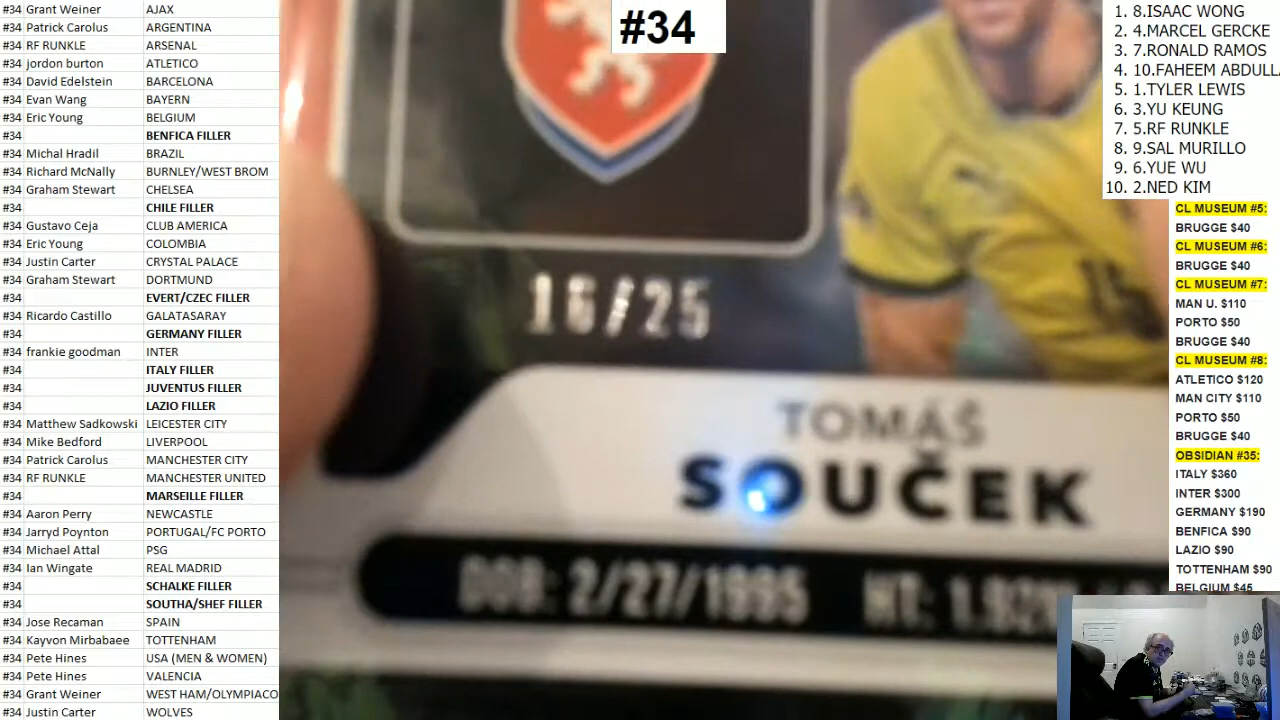 #34 Grant Weiner AJAX
#34 Patrick Carolus ARGENTINA
#34 RF RUNKLE ARSENAL
#34 jordon burton ATLETICO
#34 David Edelstein BARCELONA
#34 Evan Wang BAYERN
#34 Eric Young BELGIUM
#34 BENFICA FILLER
#34 Michal Hradil BRAZIL
#34 Richard McNally BURNLEY/WEST BROM
#34 Graham Stewart CHELSEA
#34 CHILE FILLER
#34 Gustavo Ceja CLUB AMERICA
#34 Eric Young COLOMBIA
#34 Justin Carter CRYSTAL PALACE
#34 Graham Stewart DORTMUND
#34 EVERT/CZEC FILLER
#34 Ricardo Castillo GALATASARAY
#34 GERMANY FILLER
#34 frankie goodman INTER
#34 ITALY FILLER
#34 JUVENTUS FILLER
#34 LAZIO FILLER
#34 Matthew Sadkowski LEICESTER CITY
#34 Mike Bedford LIVERPOOL
#34 Patrick Carolus MANCHESTER CITY
#34 RF RUNKLE MANCHESTER UNITED
#34 MARSEILLE FILLER
#34 Aaron Perry NEWCASTLE
#34 Jarryd Poynton PORTUGAL/FC PORTO
#34 Michael Attal PSG
#34 Ian Wingate REAL MADRID
#34 SCHALKE FILLER
#34 SOUTHA/SHEF FILLER
#34 Jose Recaman SPAIN
#34 Kayvon Mirbabaee TOTTENHAM
#34 Pete Hines USA (MEN & WOMEN)
#34 Pete Hines VALENCIA
#34 Grant Weiner WEST HAM/OLYMPIACO
#34 Justin Carter WOLVES
#34
16/25
TOMÁŠ
SOUČEK
DOB: 2/27/1995 HT: 1.92M
1. 8.ISAAC WONG
2. 4.MARCEL GERCKE
3. 7.RONALD RAMOS
4. 10.FAHEEM ABDULL
5. 1.TYLER LEWIS
6. 3.YU KEUNG
7. 5.RF RUNKLE
8. 9.SAL MURILLO
9. 6.YUE WU
10. 2.NED KIM
CL MUSEUM #5:
BRUGGE $40
CL MUSEUM #6:
BRUGGE $40
CL MUSEUM #7:
MAN U. $110
PORTO $50
BRUGGE $40
CL MUSEUM #8:
ATLETICO $120
MAN CITY $110
PORTO $50
BRUGGE $40
OBSIDIAN #35:
ITALY $360
INTER $300
GERMANY $190
BENFICA $90
LAZIO $90
TOTTENHAM $90
BELGIUM $45